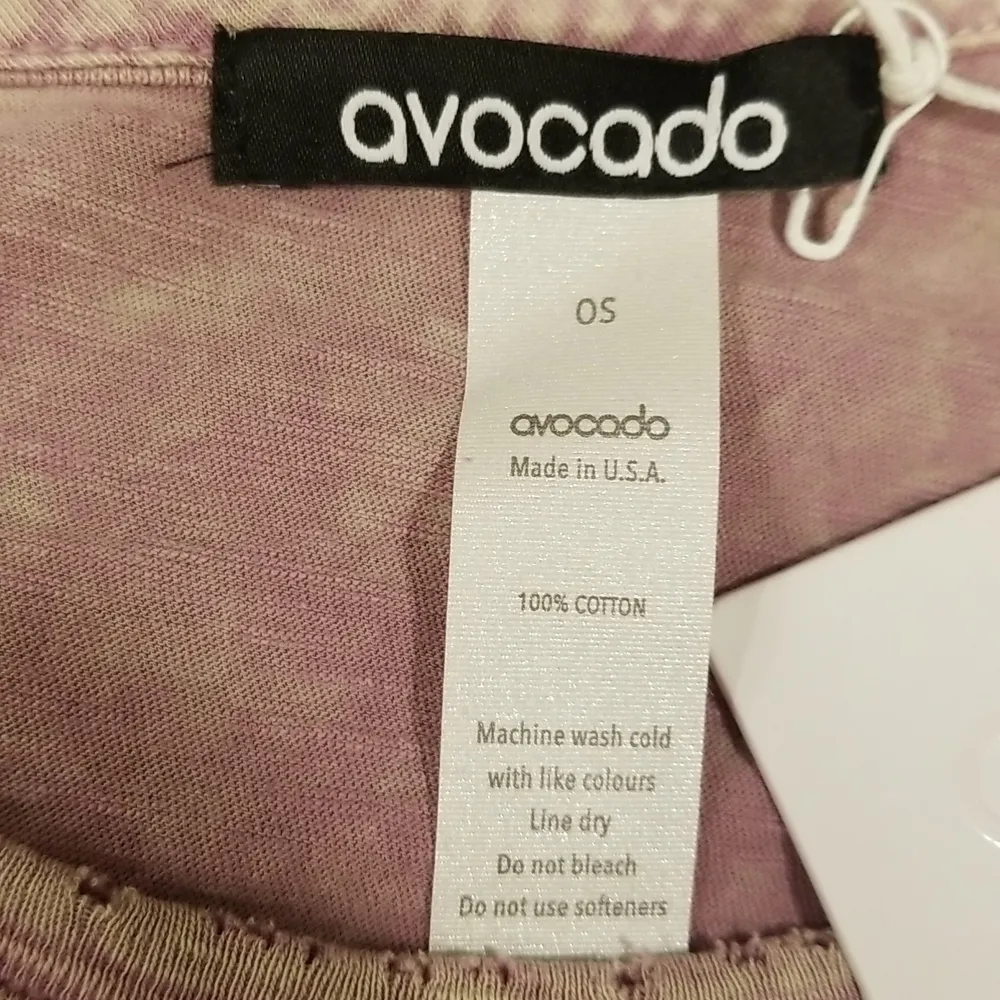 avocado
OS
avocado
Made in U.S.A.
100% COTTON
Machine wash cold
with like colours
Line dry
Do not bleach
Do not use softeners